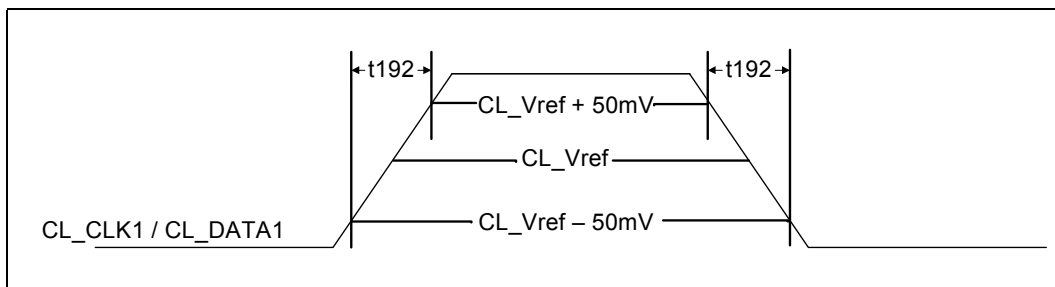 t192
t192
CL_Vref + 50mV
CL_Vref
CL_Vref – 50mV
CL_CLK1 / CL_DATA1